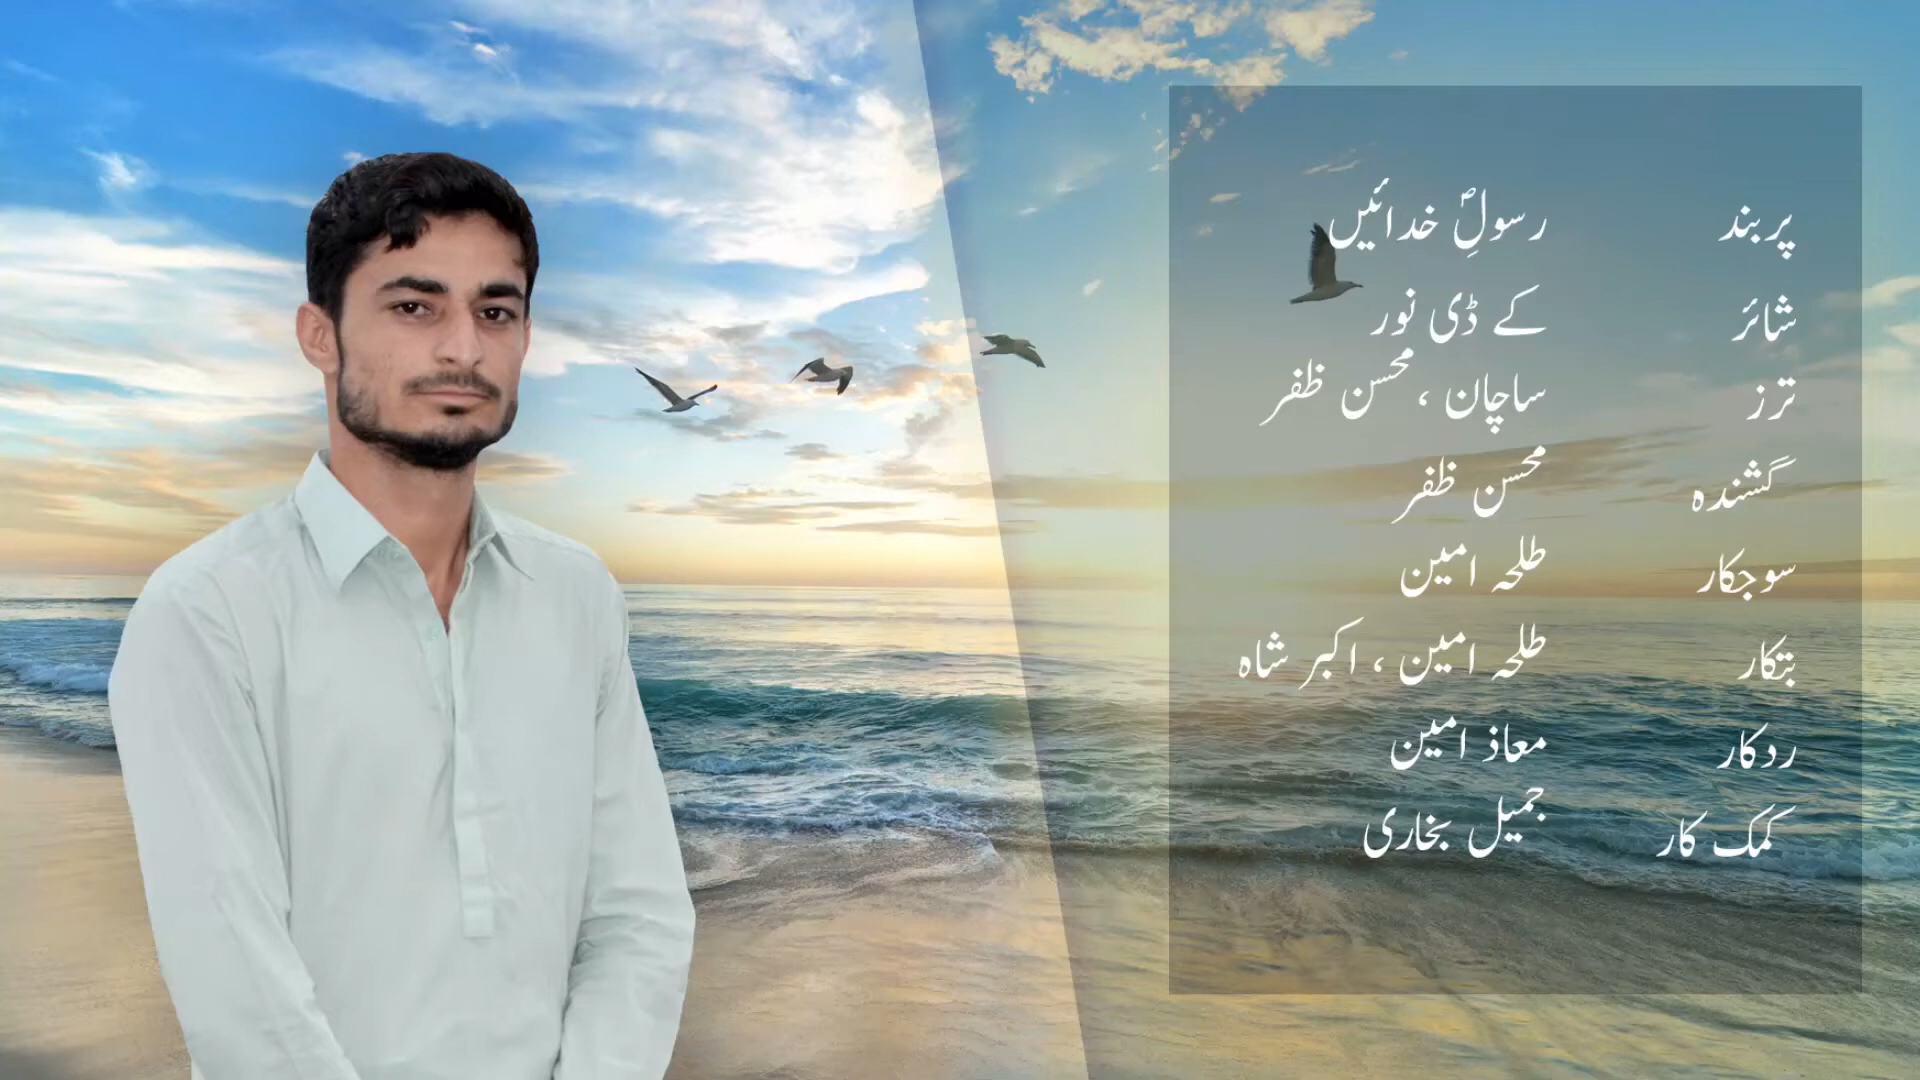 پربند رسولِؐ خدائیں
شائر کے ڈی نور
ترز ساچان ، محسن ظفر
گشندہ محسن ظفر
سوجکار طلحہ امین
بتکار طلحہ امین ، اکبر شاہ
ردکار معاذ امین
کمک کار جمیل بخاری